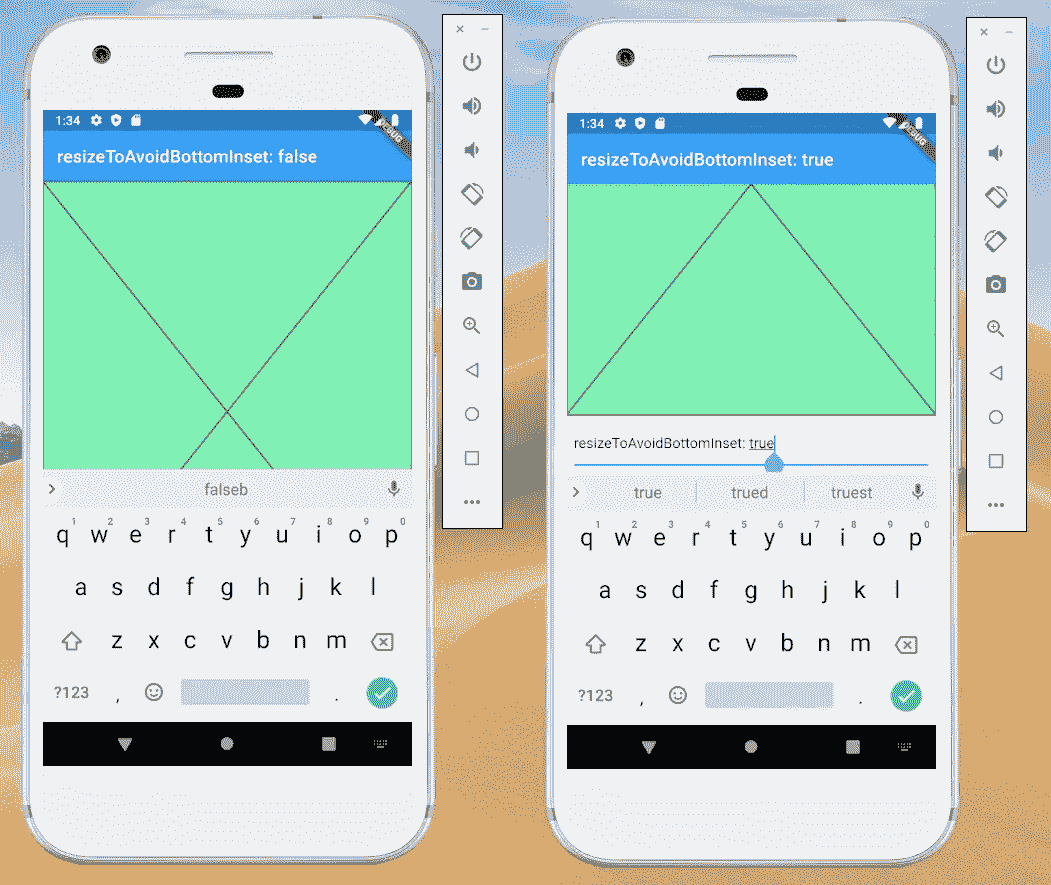 1:34
DEBUG
resizeToAvoidBottomInset: false
falseb
q 1 w 2 e 3 r 4 t 5 y 6 u 7 i 8 o 9 p 0
a s d f g h j k l
z x c v b n m
?123 , .
1:34
DEBUG
resizeToAvoidBottomInset: true
resizeToAvoidBottomInset: true
true trued truest
q 1 w 2 e 3 r 4 t 5 y 6 u 7 i 8 o 9 p 0
a s d f g h j k l
z x c v b n m
?123 , .